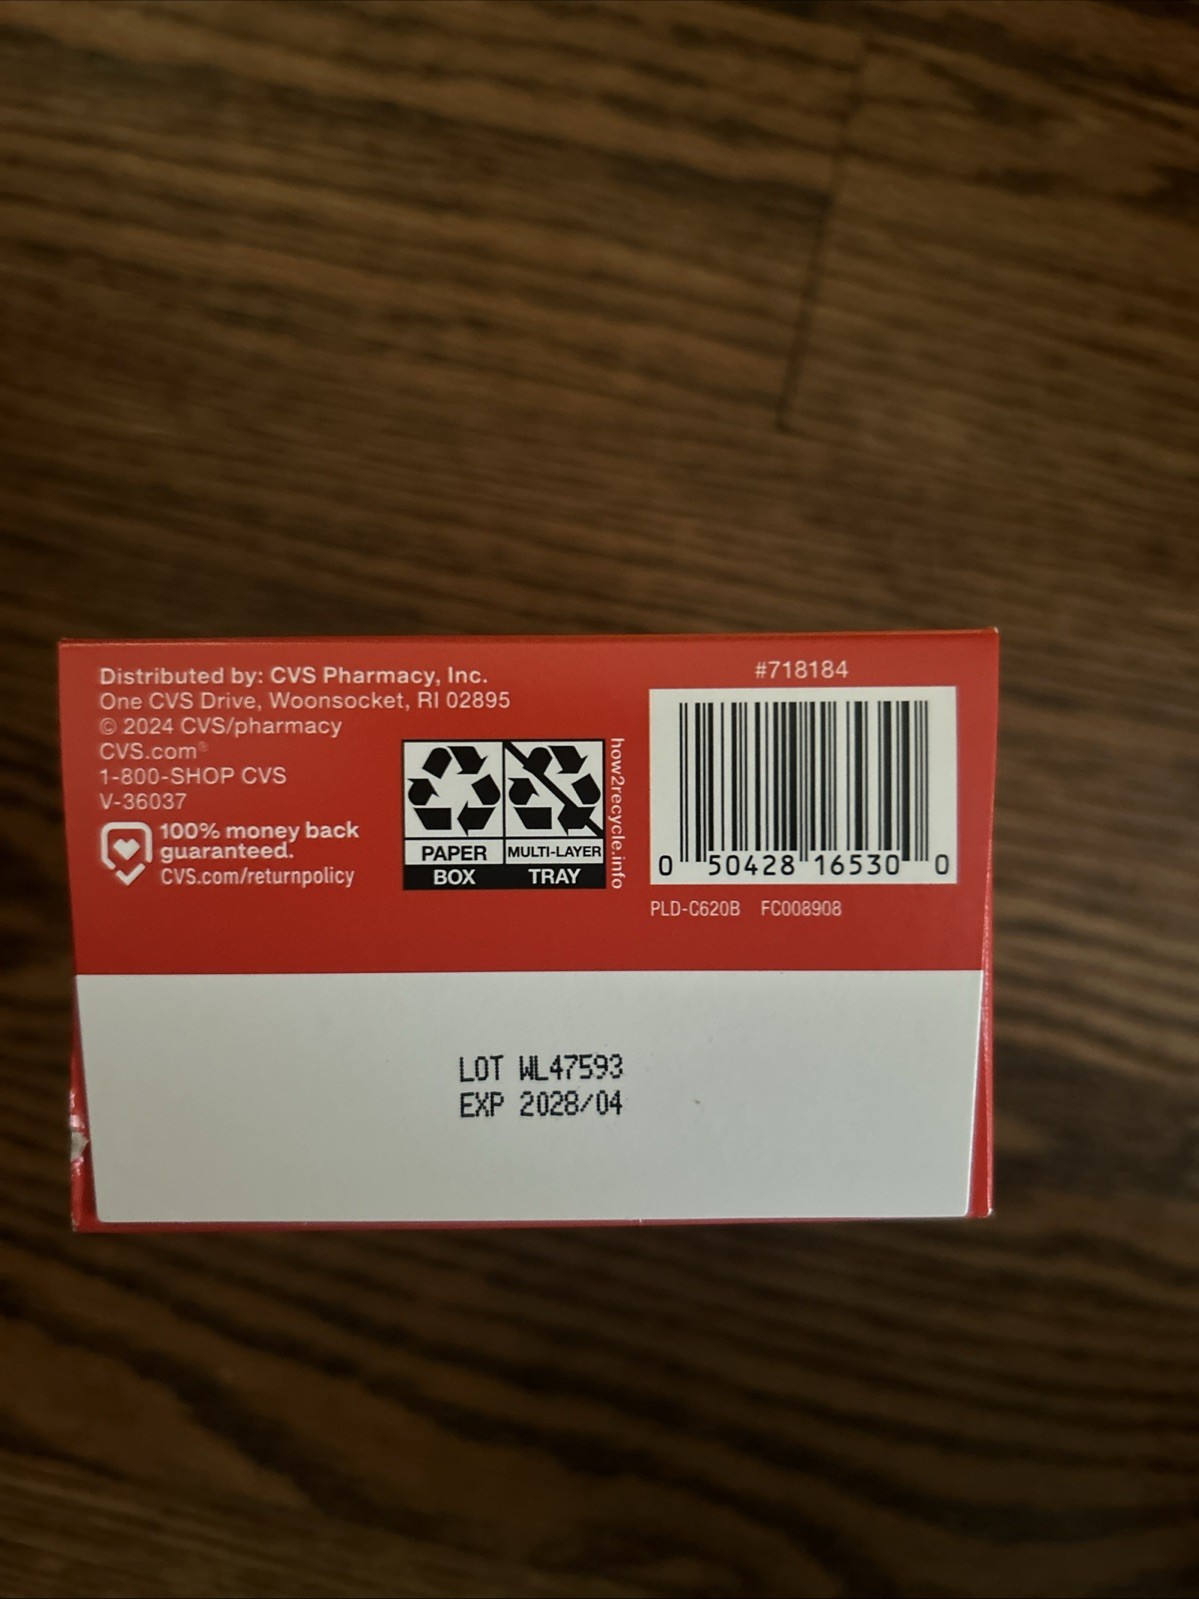 Distributed by: CVS Pharmacy, Inc.
One CVS Drive, Woonsocket, RI 02895
© 2024 CVS/pharmacy
CVS.com®
1-800-SHOP CVS
V-36037
100% money back
guaranteed.
CVS.com/returnpolicy
PAPER
BOX
MULTI-LAYER
TRAY
how2recycle.info
#718184
0 50428 16530 0
PLD-C620B FC008908
LOT WL47593
EXP 2028/04